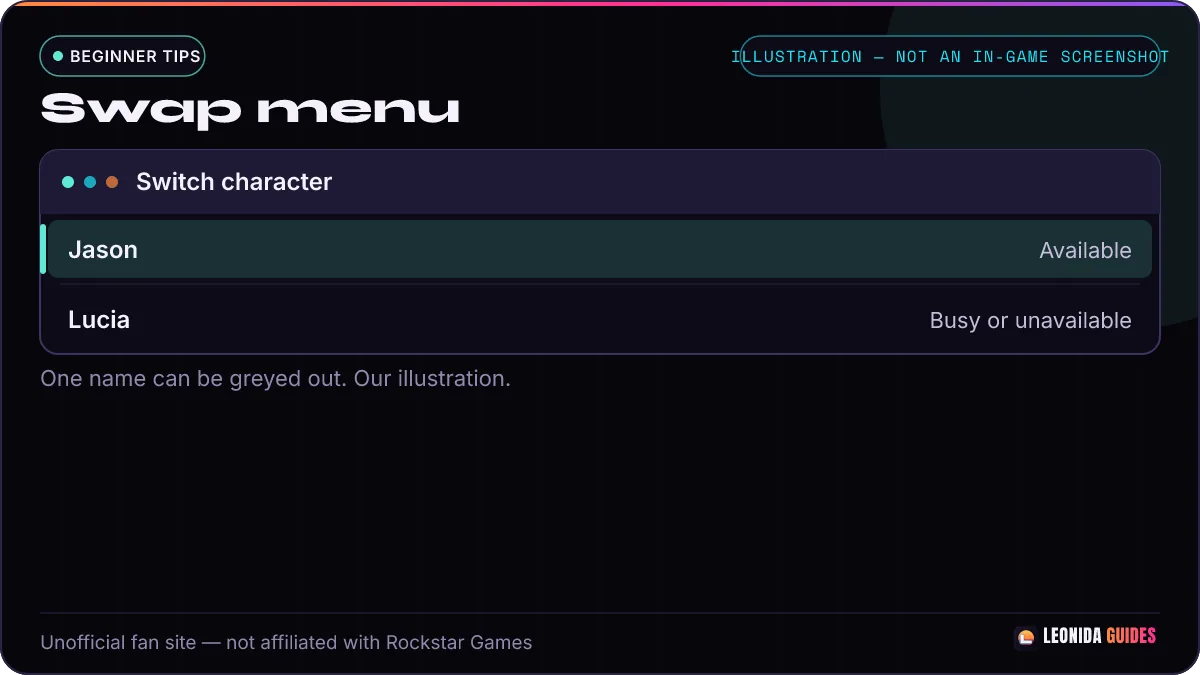 BEGINNER TIPS
ILLUSTRATION — NOT AN IN-GAME SCREENSHOT
Swap menu
Switch character
Jason Available
Lucia Busy or unavailable
One name can be greyed out. Our illustration.
Unofficial fan site — not affiliated with Rockstar Games
LEONIDA GUIDES